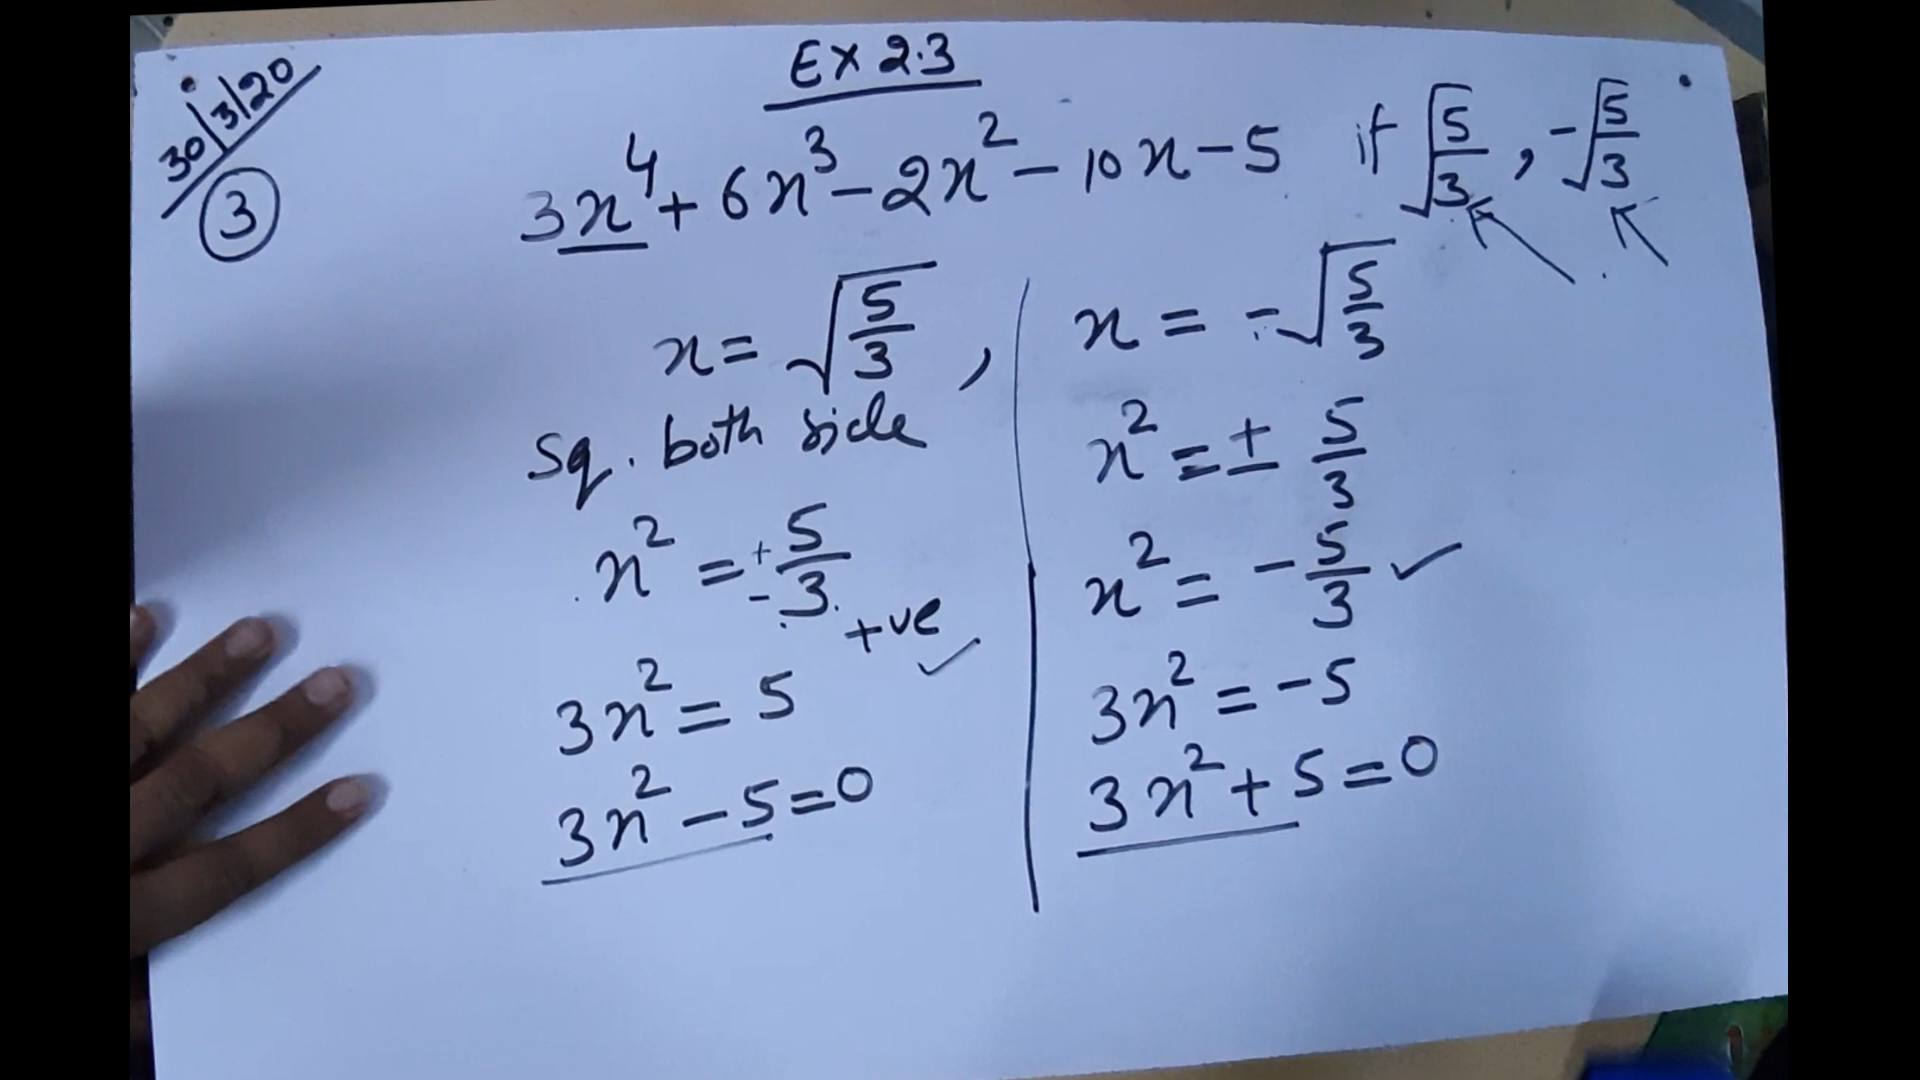 EX 2.3
30/3/20
3
3x⁴ + 6x³ - 2x² - 10x - 5 if √5/3 , -√5/3
x = √5/3 ,
Sq. both side
x² = ± 5/3 +ve ✓
3x² = 5
3x² - 5 = 0
x = -√5/3
x² = ± 5/3
x² = - 5/3 ✓
3x² = -5
3x² + 5 = 0